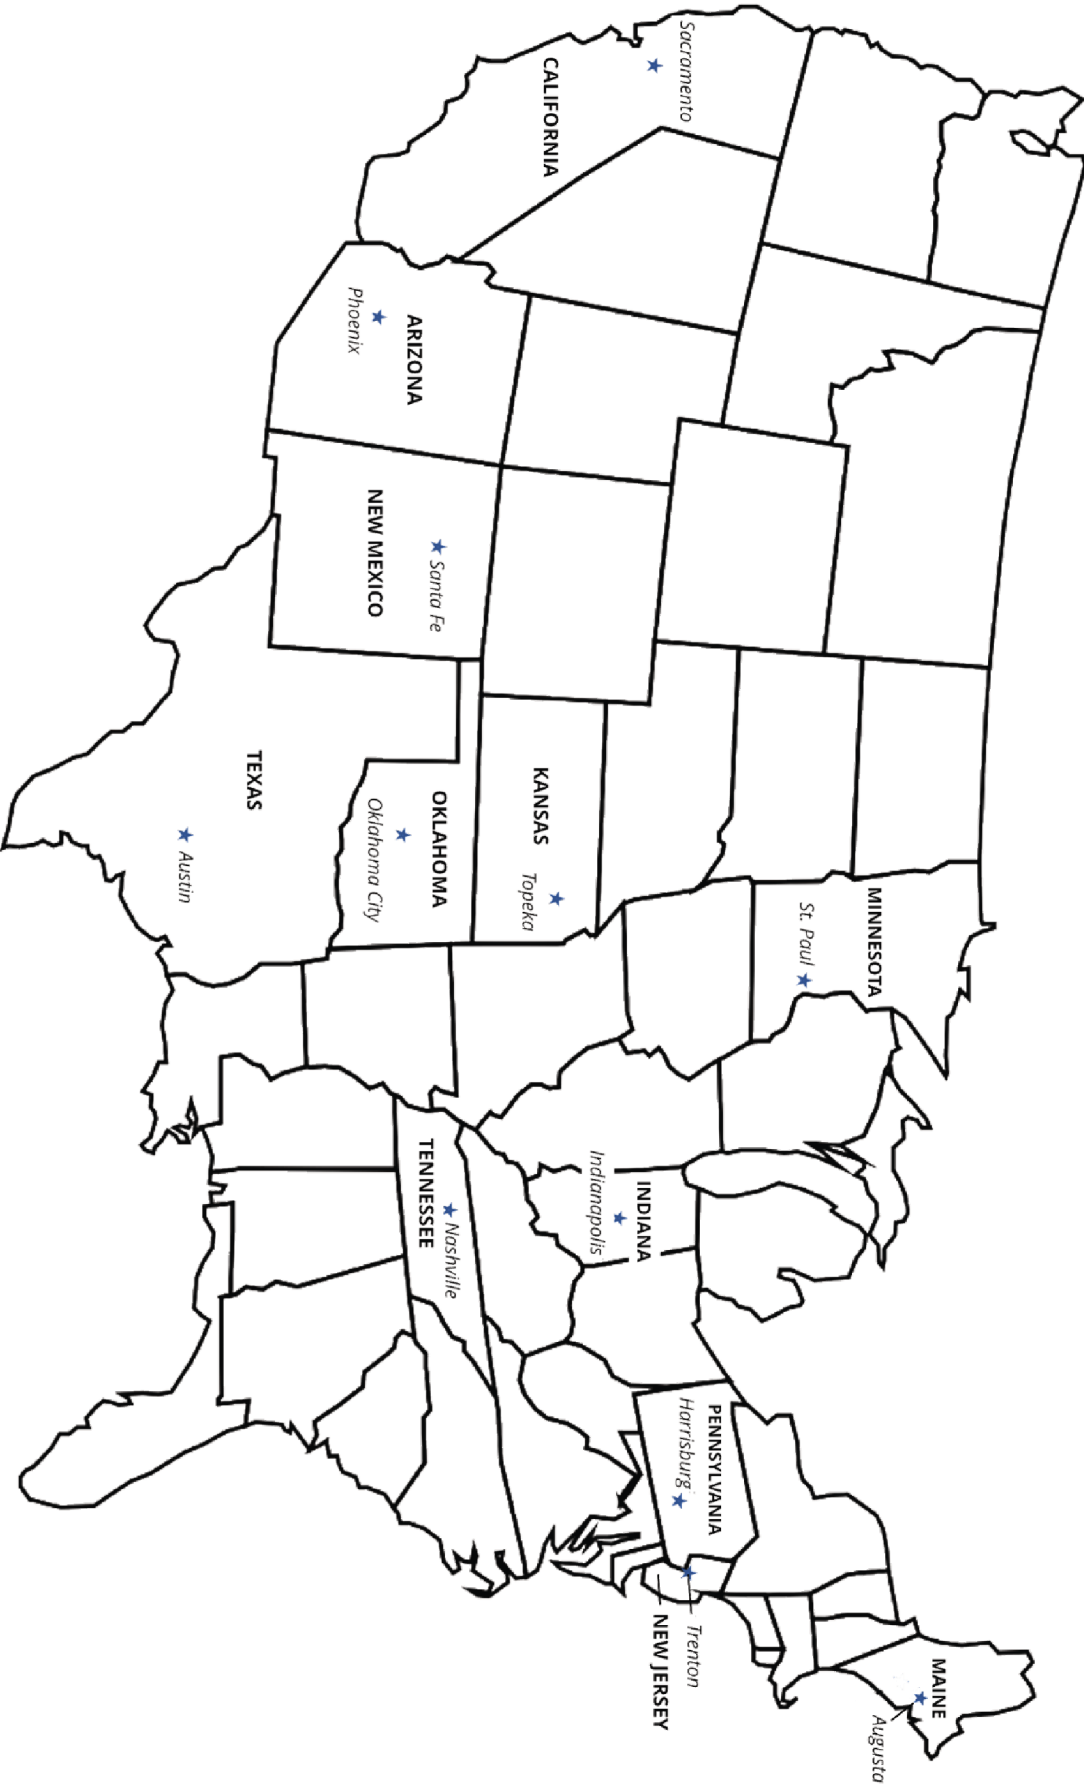 Sacramento
CALIFORNIA
ARIZONA
Phoenix
NEW MEXICO
Santa Fe
TEXAS
Austin
OKLAHOMA
Oklahoma City
KANSAS
Topeka
MINNESOTA
St. Paul
INDIANA
Indianapolis
TENNESSEE
Nashville
PENNSYLVANIA
Harrisburg
Trenton
NEW JERSEY
MAINE
Augusta